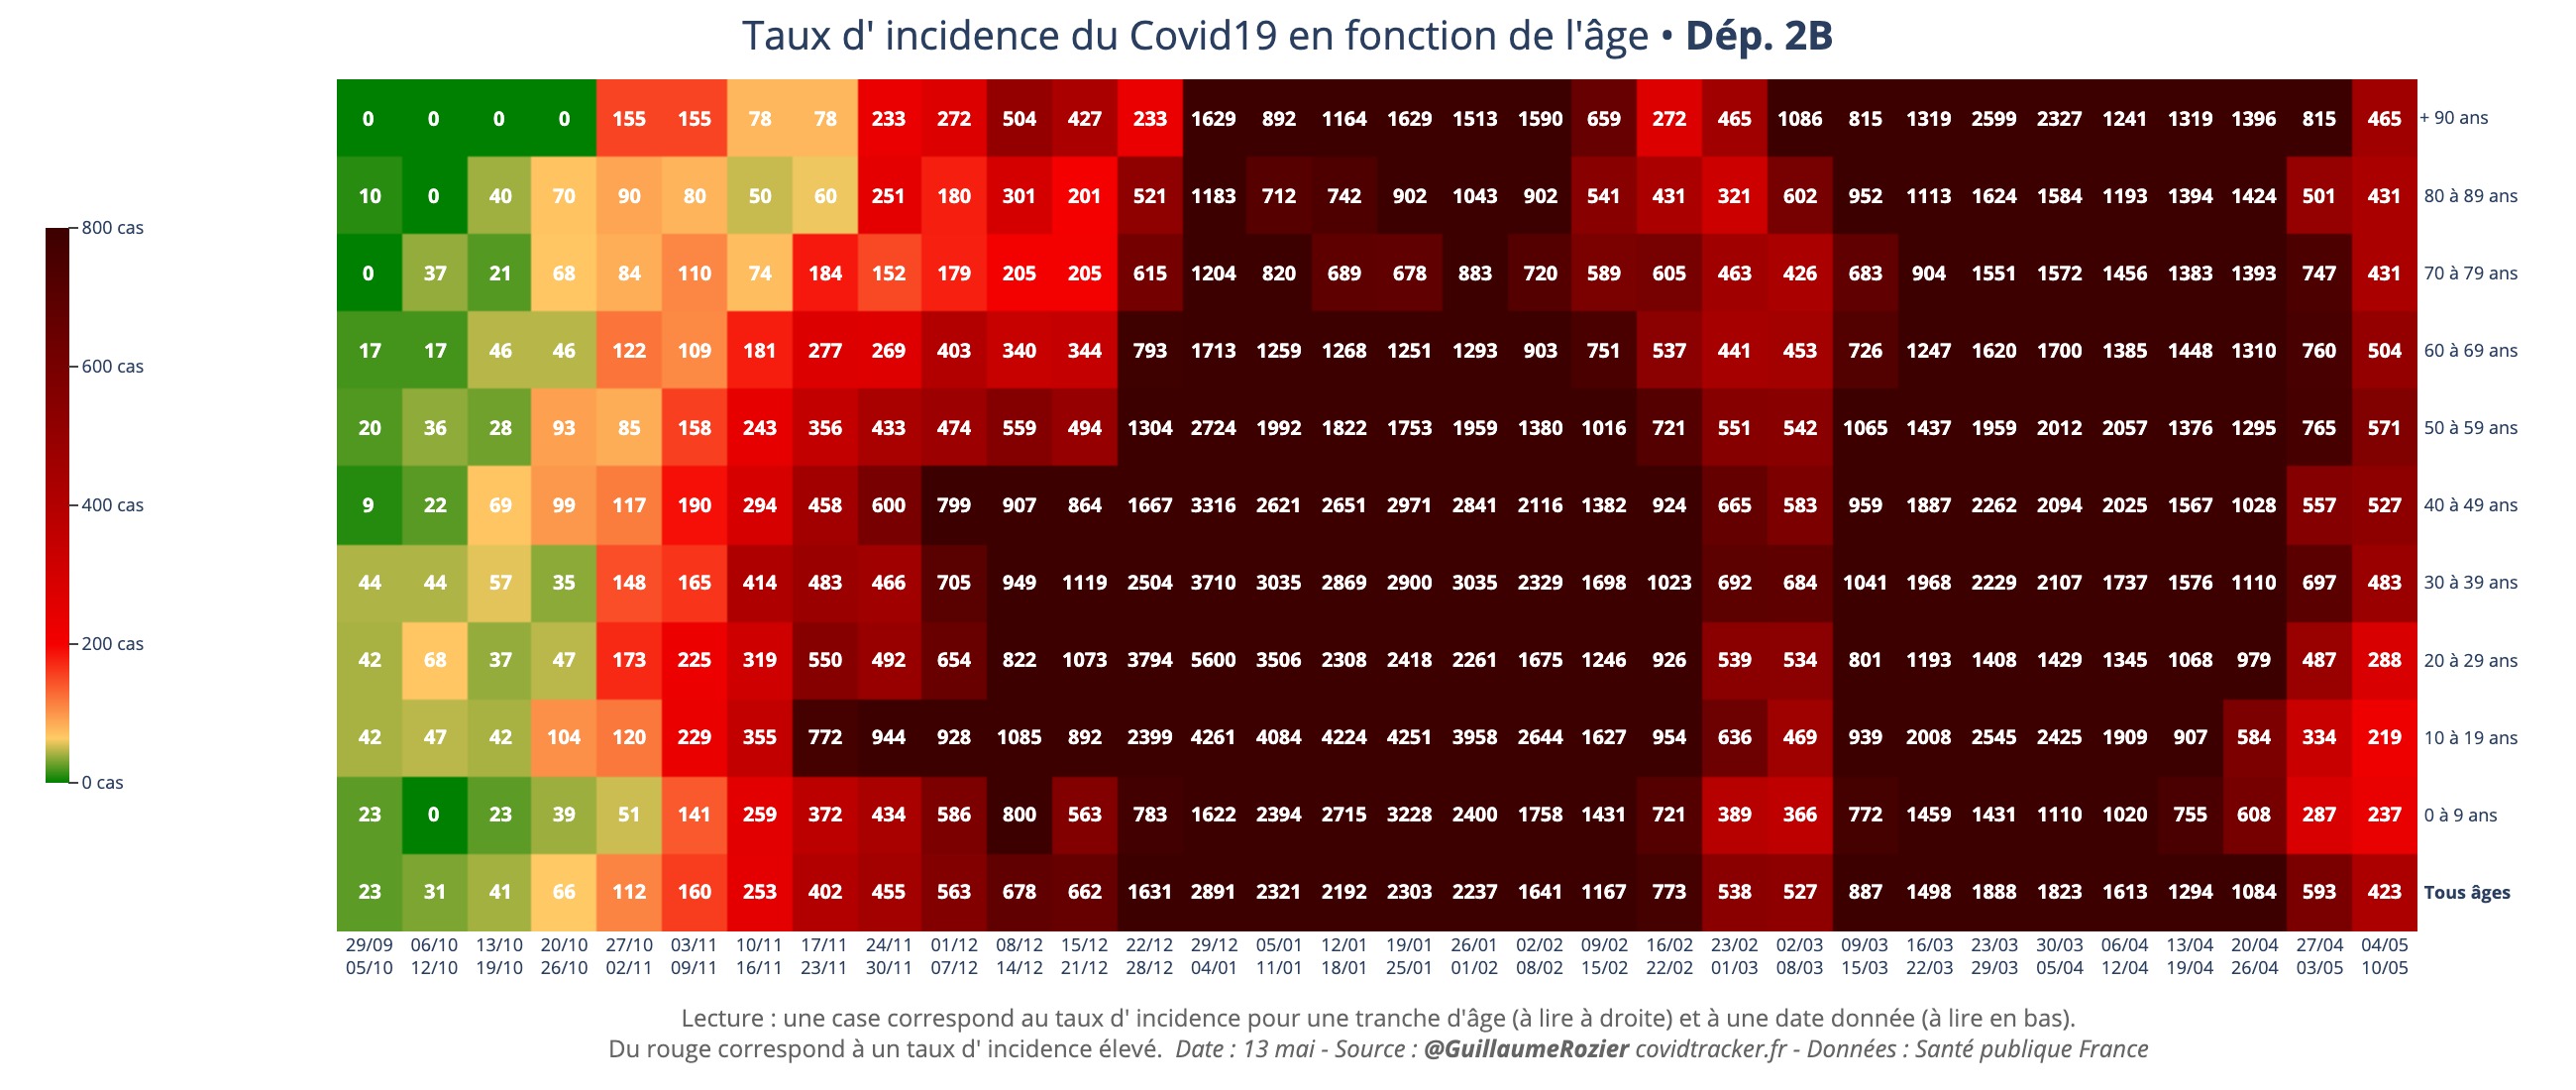 Taux d' incidence du Covid19 en fonction de l'âge • Dép. 2B
800 cas
600 cas
400 cas
200 cas
0 cas
0 0 0 0 155 155 78 78 233 272 504 427 233 1629 892 1164 1629 1513 1590 659 272 465 1086 815 1319 2599 2327 1241 1319 1396 815 465 + 90 ans
10 0 40 70 90 80 50 60 251 180 301 201 521 1183 712 742 902 1043 902 541 431 321 602 952 1113 1624 1584 1193 1394 1424 501 431 80 à 89 ans
0 37 21 68 84 110 74 184 152 179 205 205 615 1204 820 689 678 883 720 589 605 463 426 683 904 1551 1572 1456 1383 1393 747 431 70 à 79 ans
17 17 46 46 122 109 181 277 269 403 340 344 793 1713 1259 1268 1251 1293 903 751 537 441 453 726 1247 1620 1700 1385 1448 1310 760 504 60 à 69 ans
20 36 28 93 85 158 243 356 433 474 559 494 1304 2724 1992 1822 1753 1959 1380 1016 721 551 542 1065 1437 1959 2012 2057 1376 1295 765 571 50 à 59 ans
9 22 69 99 117 190 294 458 600 799 907 864 1667 3316 2621 2651 2971 2841 2116 1382 924 665 583 959 1887 2262 2094 2025 1567 1028 557 527 40 à 49 ans
44 44 57 35 148 165 414 483 466 705 949 1119 2504 3710 3035 2869 2900 3035 2329 1698 1023 692 684 1041 1968 2229 2107 1737 1576 1110 697 483 30 à 39 ans
42 68 37 47 173 225 319 550 492 654 822 1073 3794 5600 3506 2308 2418 2261 1675 1246 926 539 534 801 1193 1408 1429 1345 1068 979 487 288 20 à 29 ans
42 47 42 104 120 229 355 772 944 928 1085 892 2399 4261 4084 4224 4251 3958 2644 1627 954 636 469 939 2008 2545 2425 1909 907 584 334 219 10 à 19 ans
23 0 23 39 51 141 259 372 434 586 800 563 783 1622 2394 2715 3228 2400 1758 1431 721 389 366 772 1459 1431 1110 1020 755 608 287 237 0 à 9 ans
23 31 41 66 112 160 253 402 455 563 678 662 1631 2891 2321 2192 2303 2237 1641 1167 773 538 527 887 1498 1888 1823 1613 1294 1084 593 423 Tous âges
29/09 06/10 13/10 20/10 27/10 03/11 10/11 17/11 24/11 01/12 08/12 15/12 22/12 29/12 05/01 12/01 19/01 26/01 02/02 09/02 16/02 23/02 02/03 09/03 16/03 23/03 30/03 06/04 13/04 20/04 27/04 04/05
05/10 12/10 19/10 26/10 02/11 09/11 16/11 23/11 30/11 07/12 14/12 21/12 28/12 04/01 11/01 18/01 25/01 01/02 08/02 15/02 22/02 01/03 08/03 15/03 22/03 29/03 05/04 12/04 19/04 26/04 03/05 10/05
Lecture : une case correspond au taux d' incidence pour une tranche d'âge (à lire à droite) et à une date donnée (à lire en bas).
Du rouge correspond à un taux d' incidence élevé. Date : 13 mai - Source : @GuillaumeRozier covidtracker.fr - Données : Santé publique France